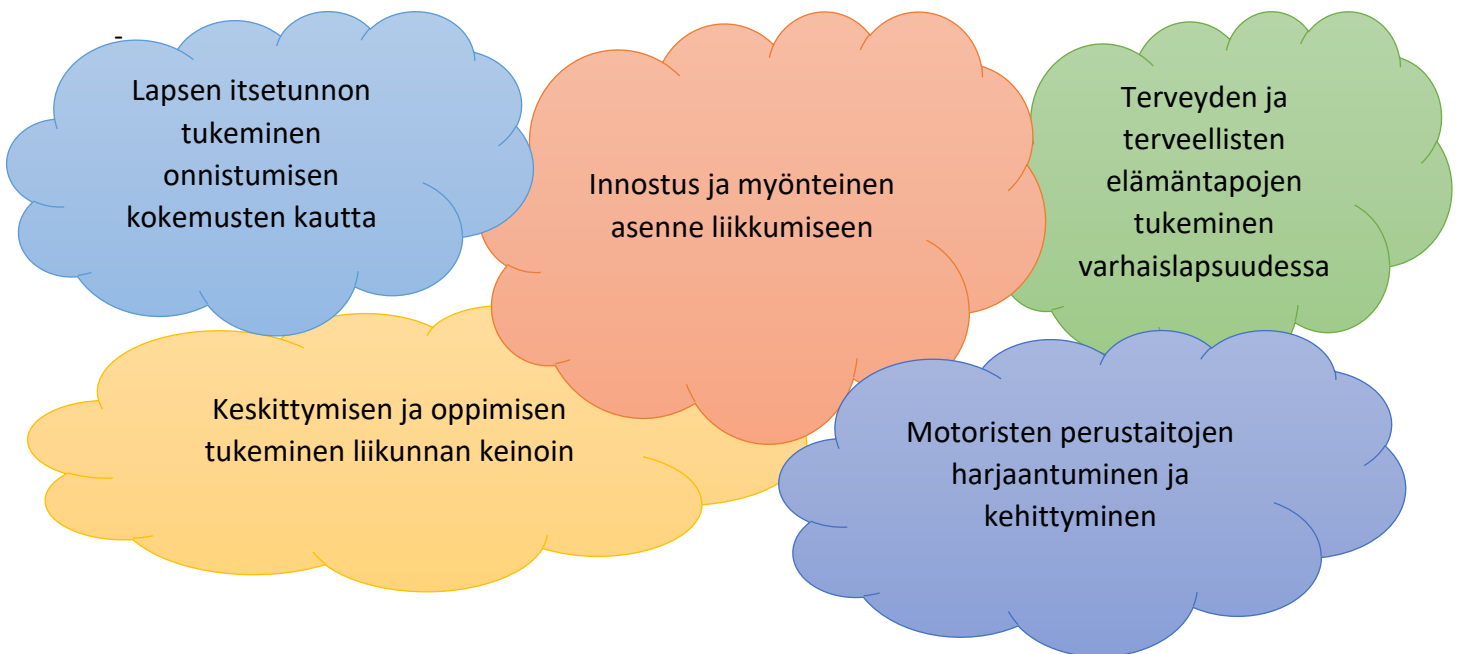 -
Lapsen itsetunnon
tukeminen
onnistumisen
kokemusten kautta
Innostus ja myönteinen
asenne liikkumiseen
Terveyden ja
terveellisten
elämäntapojen
tukeminen
varhaislapsuudessa
Keskittymisen ja oppimisen
tukeminen liikunnan keinoin
Motoristen perustaitojen
harjaantuminen ja
kehittyminen